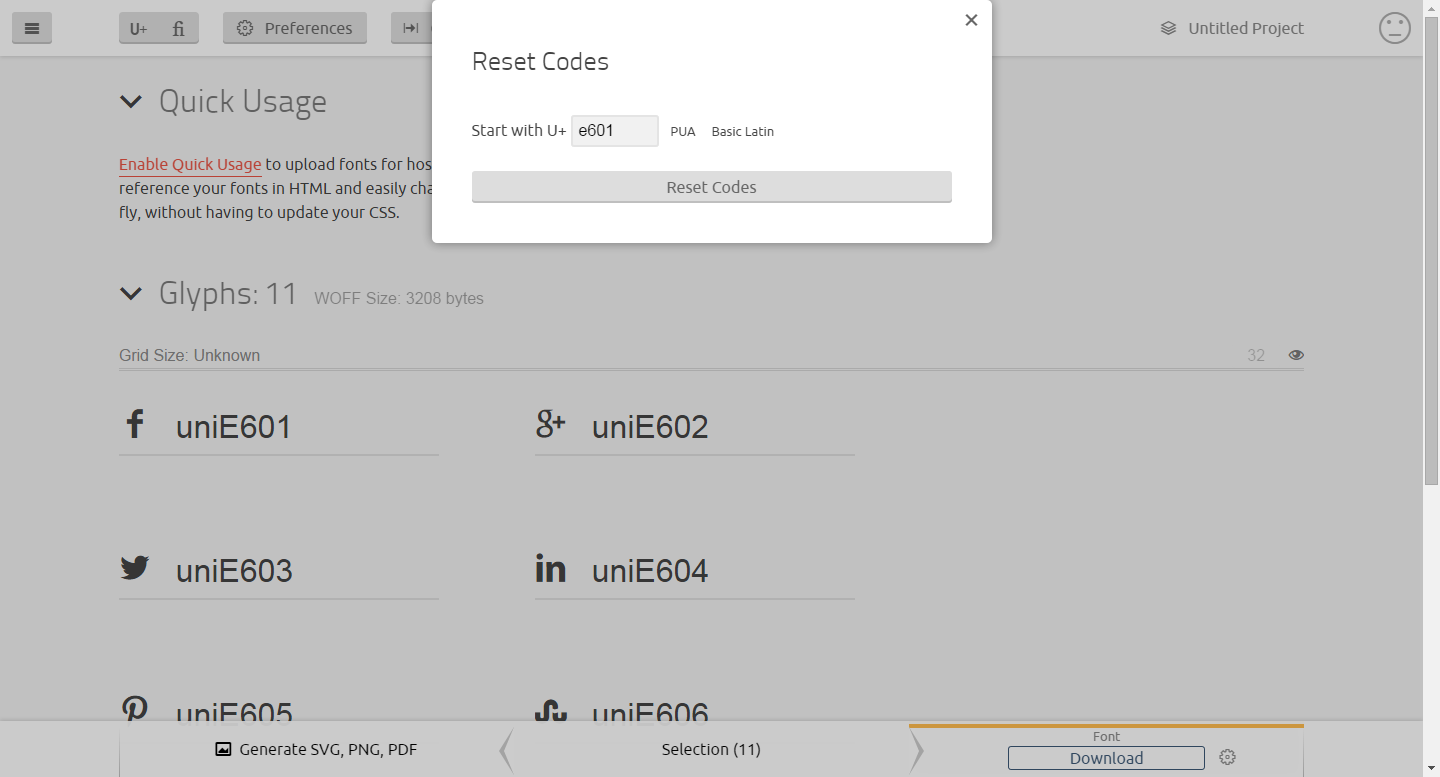 U+ fi Preferences
Untitled Project
Reset Codes
Start with U+ e601 PUA Basic Latin
Reset Codes
Quick Usage
Enable Quick Usage to upload fonts for hos
reference your fonts in HTML and easily cha
fly, without having to update your CSS.
Glyphs: 11 WOFF Size: 3208 bytes
Grid Size: Unknown 32
uniE601 uniE602
uniE603 uniE604
uniE605 uniE606
Generate SVG, PNG, PDF
Selection (11)
Font
Download